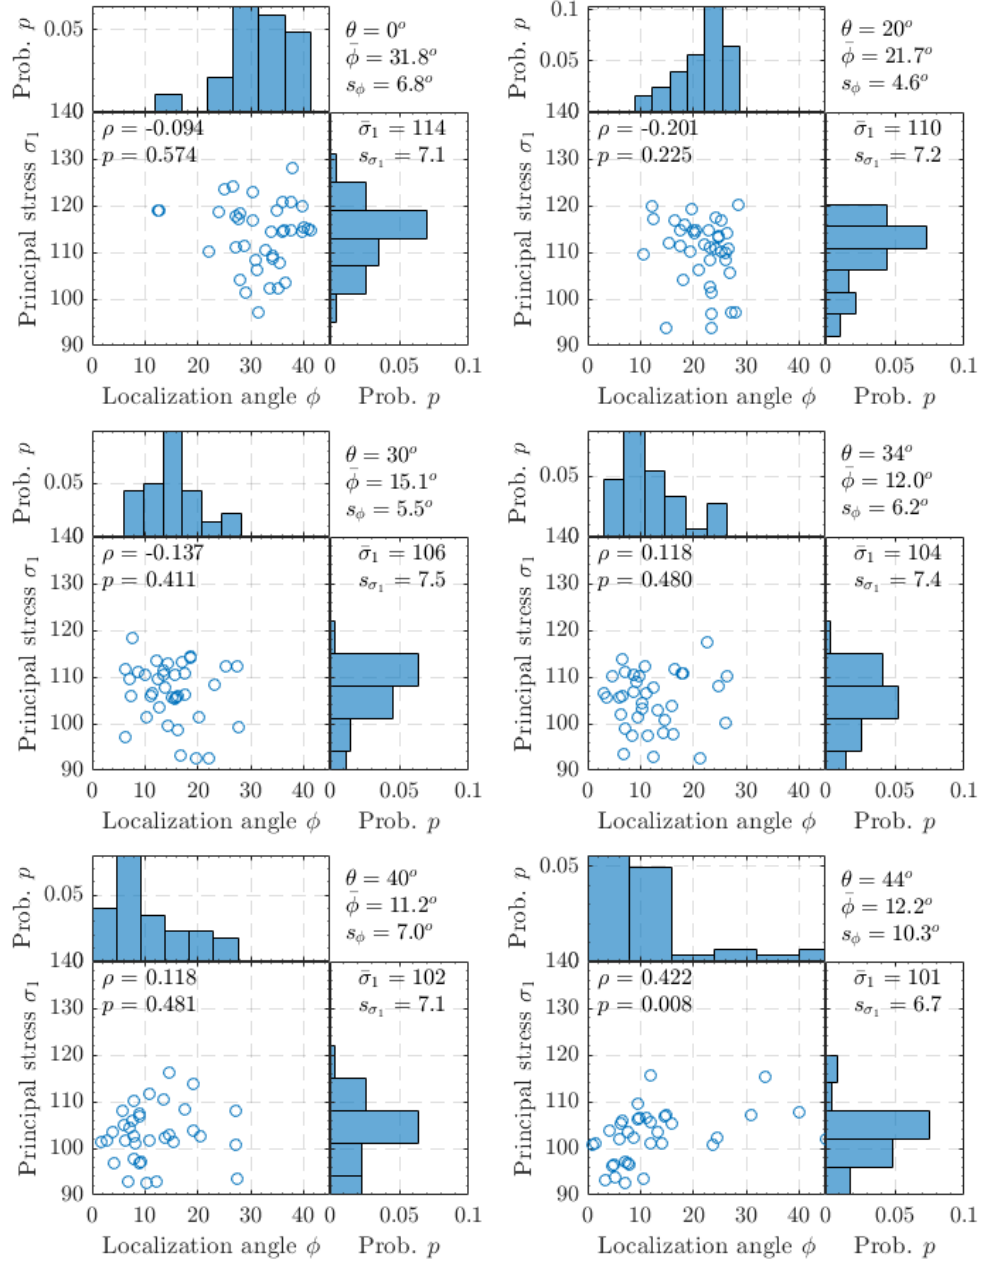 Prob. p
0.05
θ = 0°
ϕ̄ = 31.8°
s_ϕ = 6.8°
Principal stress σ₁
140
130
120
110
100
90
ρ = -0.094
p = 0.574
σ̄₁ = 114
s_σ₁ = 7.1
0 10 20 30 40
0 0.05 0.1
Localization angle ϕ
Prob. p
Prob. p
0.1
0.05
θ = 20°
ϕ̄ = 21.7°
s_ϕ = 4.6°
Principal stress σ₁
140
130
120
110
100
90
ρ = -0.201
p = 0.225
σ̄₁ = 110
s_σ₁ = 7.2
0 10 20 30 40
0 0.05 0.1
Localization angle ϕ
Prob. p
Prob. p
0.05
θ = 30°
ϕ̄ = 15.1°
s_ϕ = 5.5°
Principal stress σ₁
140
130
120
110
100
90
ρ = -0.137
p = 0.411
σ̄₁ = 106
s_σ₁ = 7.5
0 10 20 30 40
0 0.05 0.1
Localization angle ϕ
Prob. p
Prob. p
0.05
θ = 34°
ϕ̄ = 12.0°
s_ϕ = 6.2°
Principal stress σ₁
140
130
120
110
100
90
ρ = 0.118
p = 0.480
σ̄₁ = 104
s_σ₁ = 7.4
0 10 20 30 40
0 0.05 0.1
Localization angle ϕ
Prob. p
Prob. p
0.05
θ = 40°
ϕ̄ = 11.2°
s_ϕ = 7.0°
Principal stress σ₁
140
130
120
110
100
90
ρ = 0.118
p = 0.481
σ̄₁ = 102
s_σ₁ = 7.1
0 10 20 30 40
0 0.05 0.1
Localization angle ϕ
Prob. p
Prob. p
0.05
θ = 44°
ϕ̄ = 12.2°
s_ϕ = 10.3°
Principal stress σ₁
140
130
120
110
100
90
ρ = 0.422
p = 0.008
σ̄₁ = 101
s_σ₁ = 6.7
0 10 20 30 40
0 0.05 0.1
Localization angle ϕ
Prob. p